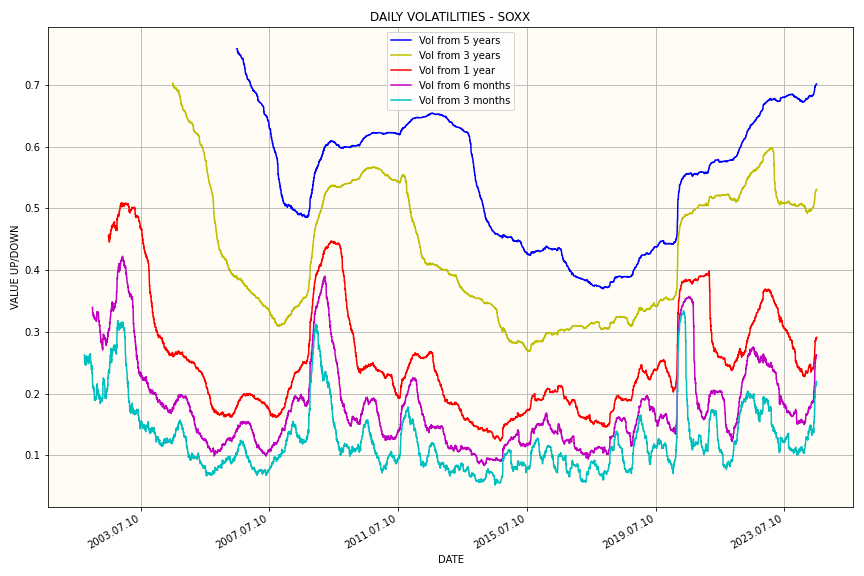 DAILY VOLATILITIES - SOXX
Vol from 5 years
Vol from 3 years
Vol from 1 year
Vol from 6 months
Vol from 3 months
VALUE UP/DOWN
0.7
0.6
0.5
0.4
0.3
0.2
0.1
2003.07.10
2007.07.10
2011.07.10
2015.07.10
2019.07.10
2023.07.10
DATE